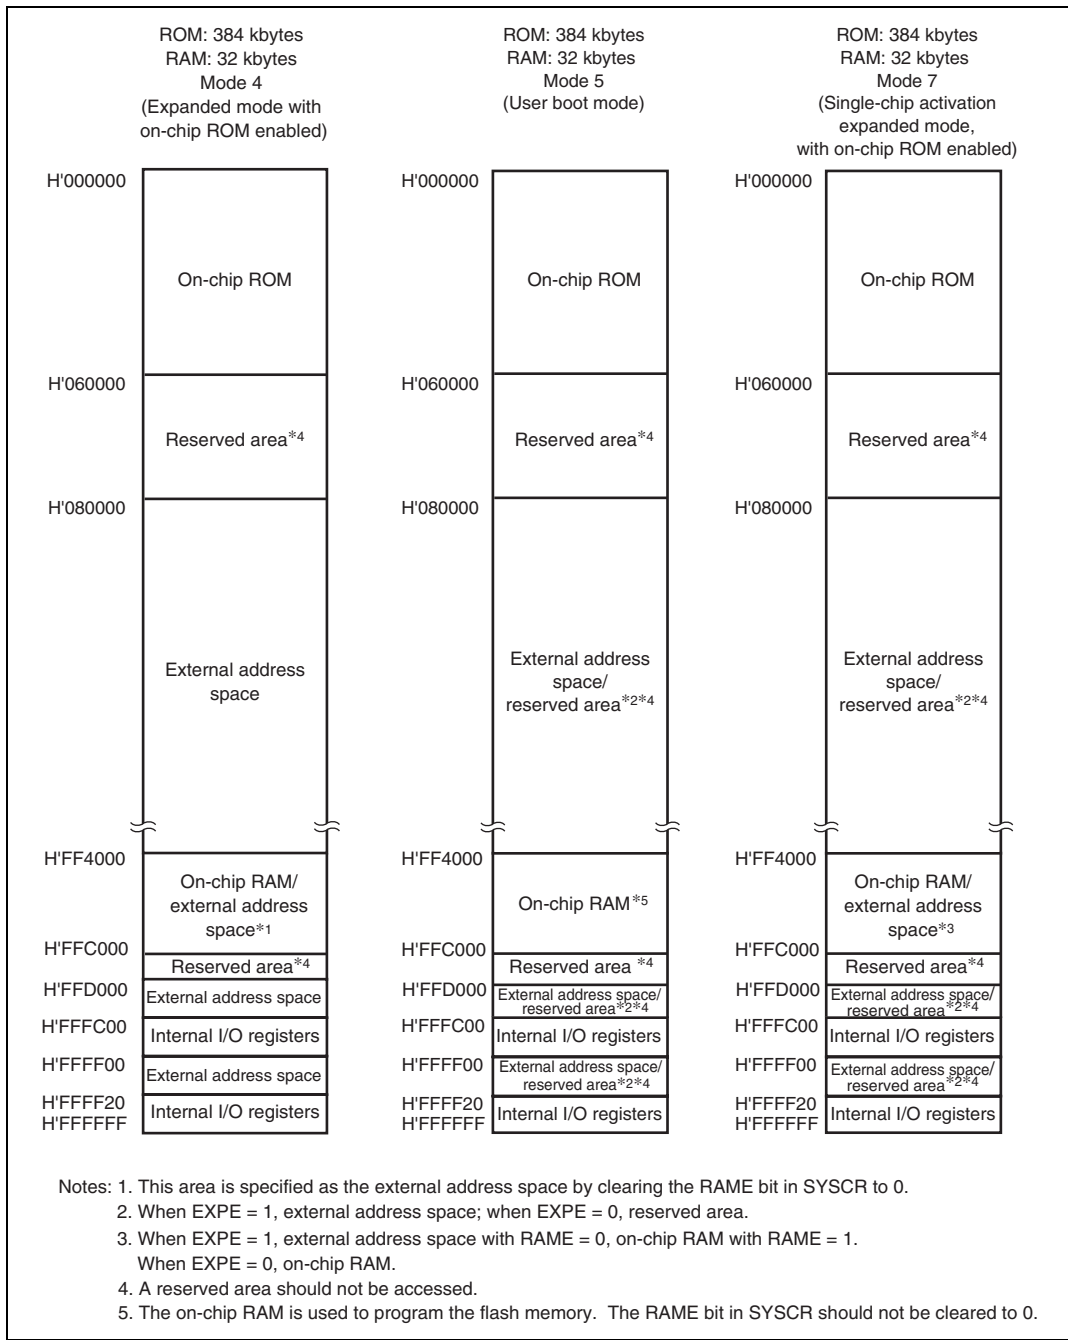 ROM: 384 kbytes
RAM: 32 kbytes
Mode 4
(Expanded mode with
on-chip ROM enabled)
H'000000
On-chip ROM
H'060000
Reserved area*4
H'080000
External address
space
H'FF4000
On-chip RAM/
external address
space*1
H'FFC000
Reserved area*4
H'FFD000
External address space
H'FFFC00
Internal I/O registers
H'FFFF00
External address space
H'FFFF20
Internal I/O registers
H'FFFFFF
ROM: 384 kbytes
RAM: 32 kbytes
Mode 5
(User boot mode)
H'000000
On-chip ROM
H'060000
Reserved area*4
H'080000
External address
space/
reserved area*2*4
H'FF4000
On-chip RAM*5
H'FFC000
Reserved area *4
H'FFD000
External address space/
reserved area*2*4
H'FFFC00
Internal I/O registers
H'FFFF00
External address space/
reserved area*2*4
H'FFFF20
Internal I/O registers
H'FFFFFF
ROM: 384 kbytes
RAM: 32 kbytes
Mode 7
(Single-chip activation
expanded mode,
with on-chip ROM enabled)
H'000000
On-chip ROM
H'060000
Reserved area*4
H'080000
External address
space/
reserved area*2*4
H'FF4000
On-chip RAM/
external address
space*3
H'FFC000
Reserved area*4
H'FFD000
External address space/
reserved area*2*4
H'FFFC00
Internal I/O registers
H'FFFF00
External address space/
reserved area*2*4
H'FFFF20
Internal I/O registers
H'FFFFFF
Notes: 1. This area is specified as the external address space by clearing the RAME bit in SYSCR to 0.
2. When EXPE = 1, external address space; when EXPE = 0, reserved area.
3. When EXPE = 1, external address space with RAME = 0, on-chip RAM with RAME = 1.
When EXPE = 0, on-chip RAM.
4. A reserved area should not be accessed.
5. The on-chip RAM is used to program the flash memory. The RAME bit in SYSCR should not be cleared to 0.